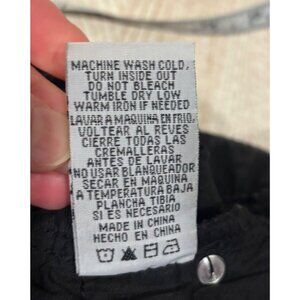 MACHINE WASH COLD,
TURN INSIDE OUT
DO NOT BLEACH
TUMBLE DRY LOW
WARM IRON IF NEEDED
LAVAR A MAQUINA EN FRIO,
VOLTEAR AL REVES
CIERRE TODAS LAS
CREMALLERAS
ANTES DE LAVAR
NO USAR BLANQUEADOR
SECAR EN MAQUINA
A TEMPERATURA BAJA
PLANCHA TIBIA
SI ES NECESARIO
MADE IN CHINA
HECHO EN CHINA